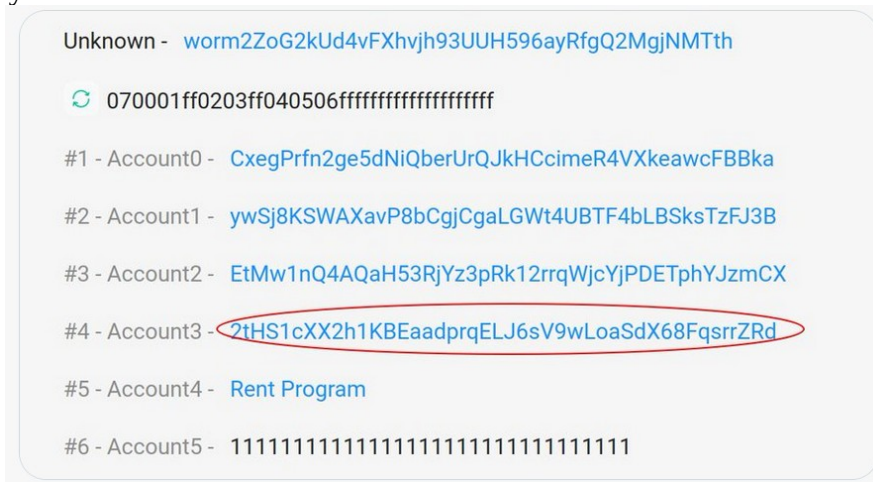 Unknown - worm2ZoG2kUd4vFXhvjh93UUH596ayRfgQ2MgjNMTth
070001ff0203ff040506ffffffffffffffffffff
#1 - Account0 - CxegPrfn2ge5dNiQberUrQJkHCcimeR4VXkeawcFBBka
#2 - Account1 - ywSj8KSWAXavP8bCgjCgaLGWt4UBTF4bLBSksTzFJ3B
#3 - Account2 - EtMw1nQ4AQaH53RjYz3pRk12rrqWjcYjPDETphYJzmCX
#4 - Account3 - 2tHS1cXX2h1KBEaadprqELJ6sV9wLoaSdX68FqsrrZRd
#5 - Account4 - Rent Program
#6 - Account5 - 11111111111111111111111111111111